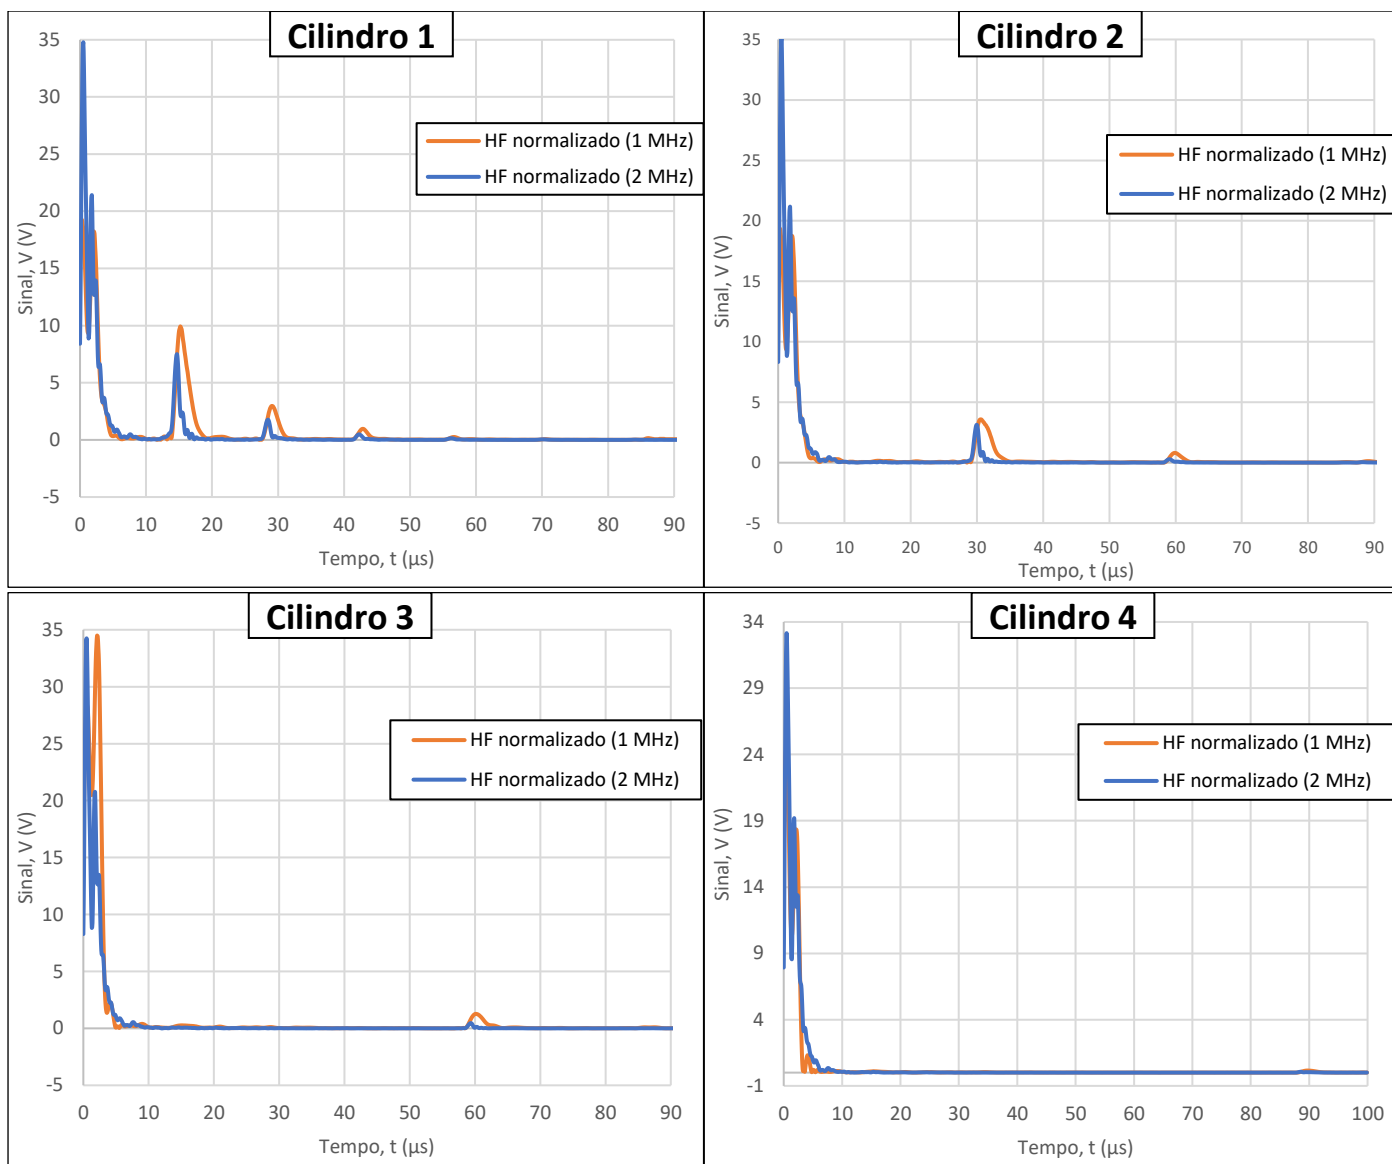 Cilindro 1
35
30
25
20
15
10
5
0
-5
Sinal, V (V)
HF normalizado (1 MHz)
HF normalizado (2 MHz)
0 10 20 30 40 50 60 70 80 90
Tempo, t (µs)
Cilindro 2
35
30
25
20
15
10
5
0
-5
Sinal, V (V)
HF normalizado (1 MHz)
HF normalizado (2 MHz)
0 10 20 30 40 50 60 70 80 90
Tempo, t (µs)
Cilindro 3
35
30
25
20
15
10
5
0
-5
Sinal, V (V)
HF normalizado (1 MHz)
HF normalizado (2 MHz)
0 10 20 30 40 50 60 70 80 90
Tempo, t (µs)
Cilindro 4
34
29
24
19
14
9
4
-1
Sinal, V (V)
HF normalizado (1 MHz)
HF normalizado (2 MHz)
0 10 20 30 40 50 60 70 80 90 100
Tempo, t (µs)